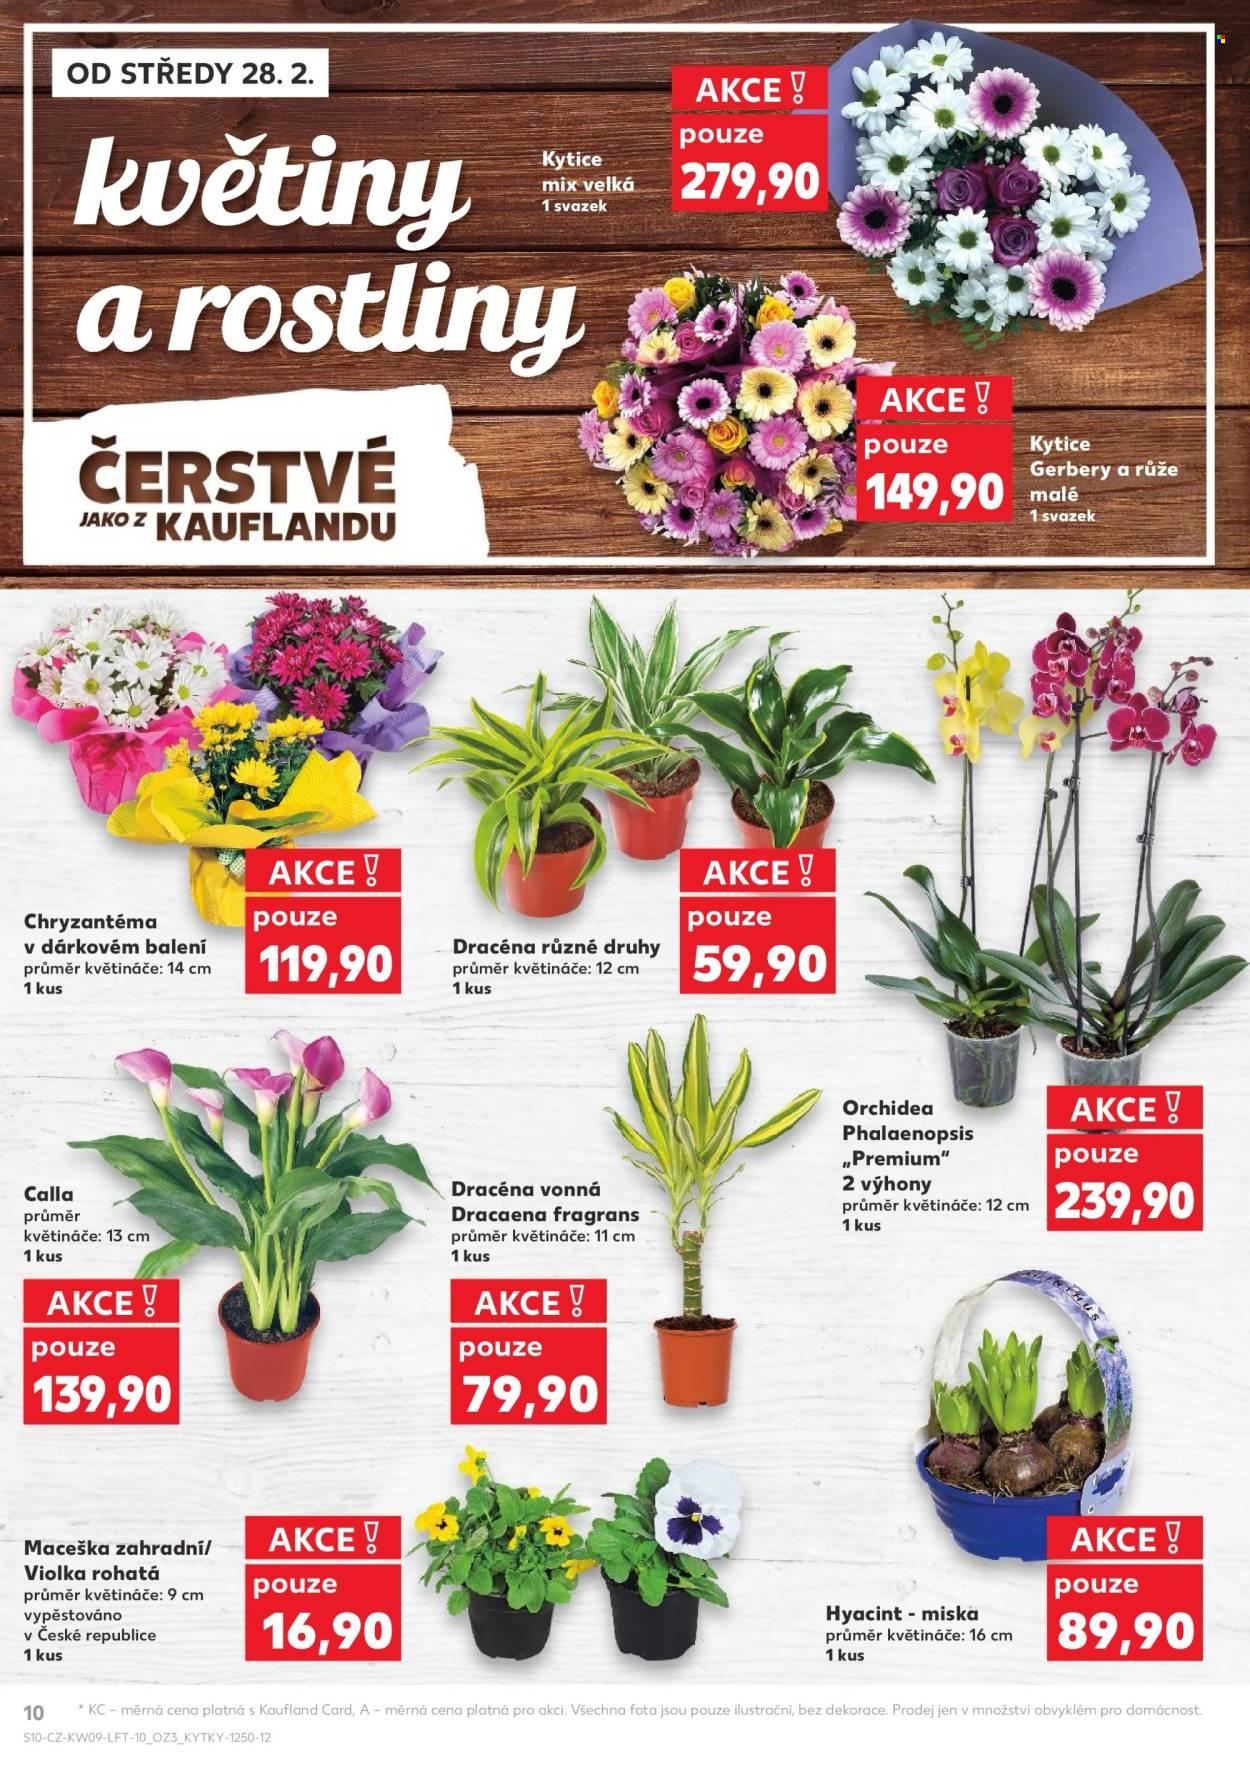 OD STŘEDY 28. 2.
květiny
a rostliny
ČERSTVÉ
JAKO Z KAUFLANDU
Kytice
mix velká
1 svazek
AKCE!
pouze
279,90
AKCE!
pouze
149,90
Kytice
Gerbery a růže
malé
1 svazek
Chryzantéma
v dárkovém balení
průměr květináče: 14 cm
1 kus
AKCE!
pouze
119,90
Dracéna různé druhy
průměr květináče: 12 cm
1 kus
AKCE!
pouze
59,90
Orchidea
Phalaenopsis
„Premium“
2 výhony
průměr květináče: 12 cm
1 kus
AKCE!
pouze
239,90
Calla
průměr
květináče: 13 cm
1 kus
AKCE!
pouze
139,90
Dracéna vonná
Dracaena fragrans
průměr květináče: 11 cm
1 kus
AKCE!
pouze
79,90
Maceška zahradní/
Violka rohatá
průměr květináče: 9 cm
vypěstováno
v České republice
1 kus
AKCE!
pouze
16,90
Hyacint - miska
průměr květináče: 16 cm
1 kus
AKCE!
pouze
89,90
10
* KC – měrná cena platná s Kaufland Card, A – měrná cena platná pro akci. Všechna fota jsou pouze ilustrační, bez dekorace. Prodej jen v množství obvyklém pro domácnost.
S10-CZ-KW09-LFT-10_OZ3_KYTKY-1250-12